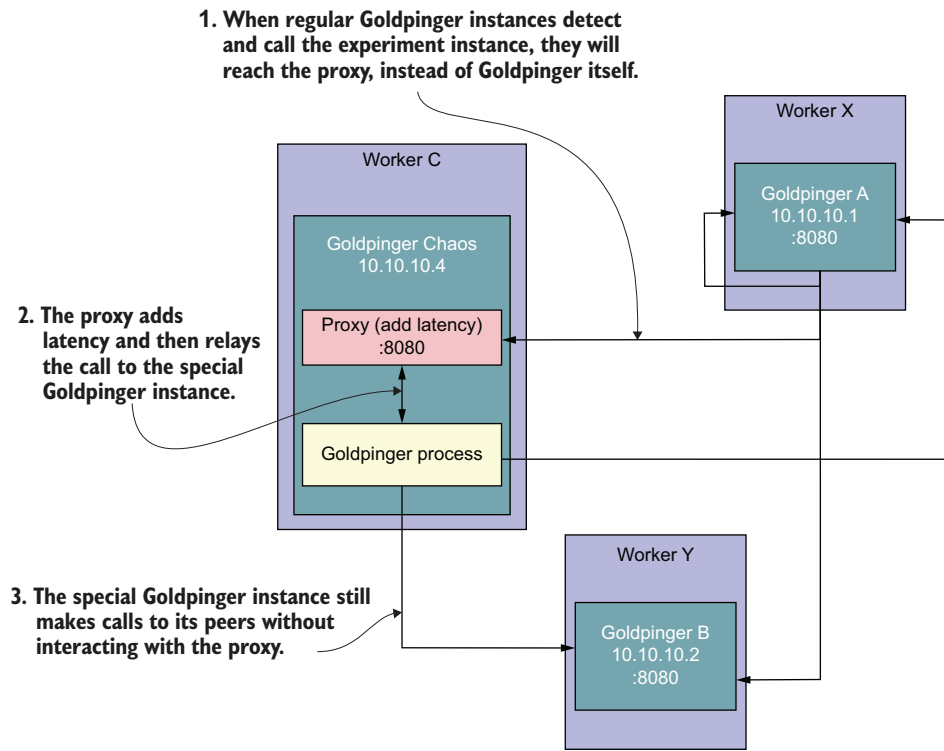 1. When regular Goldpinger instances detect
and call the experiment instance, they will
reach the proxy, instead of Goldpinger itself.
Worker X
Goldpinger A
10.10.10.1
:8080
Worker C
Goldpinger Chaos
10.10.10.4
Proxy (add latency)
:8080
Goldpinger process
2. The proxy adds
latency and then relays
the call to the special
Goldpinger instance.
3. The special Goldpinger instance still
makes calls to its peers without
interacting with the proxy.
Worker Y
Goldpinger B
10.10.10.2
:8080